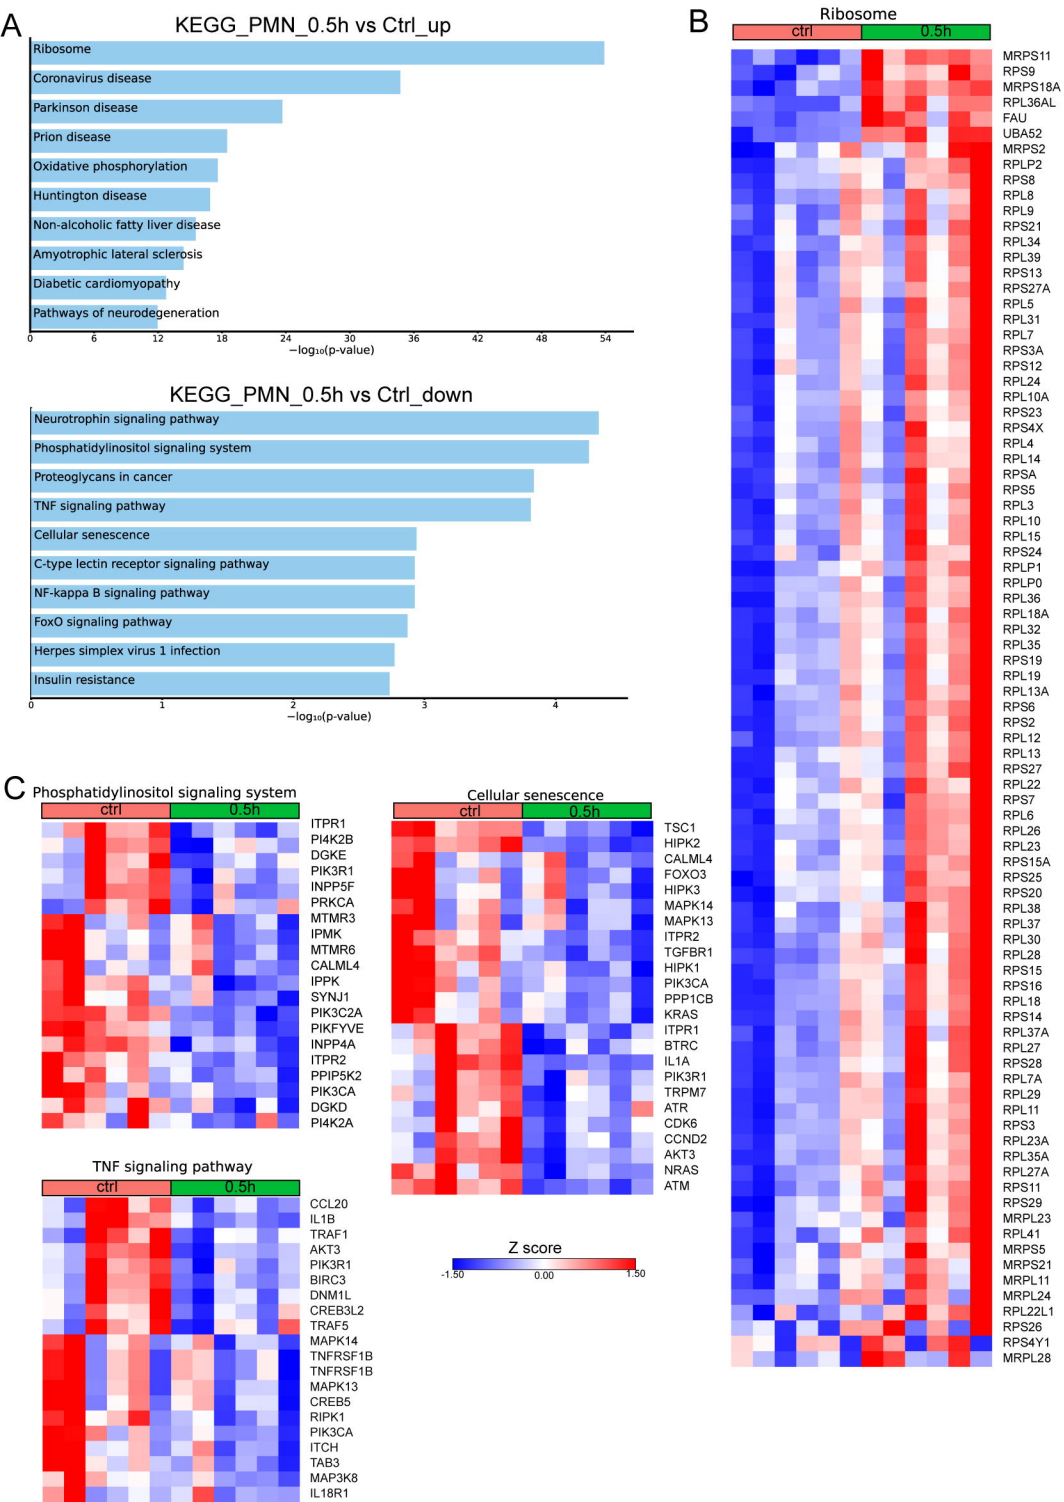 A
KEGG_PMN_0.5h vs Ctrl_up
Ribosome
Coronavirus disease
Parkinson disease
Prion disease
Oxidative phosphorylation
Huntington disease
Non-alcoholic fatty liver disease
Amyotrophic lateral sclerosis
Diabetic cardiomyopathy
Pathways of neurodegeneration
0 6 12 18 24 30 36 42 48 54
−log₁₀(p-value)
KEGG_PMN_0.5h vs Ctrl_down
Neurotrophin signaling pathway
Phosphatidylinositol signaling system
Proteoglycans in cancer
TNF signaling pathway
Cellular senescence
C-type lectin receptor signaling pathway
NF-kappa B signaling pathway
FoxO signaling pathway
Herpes simplex virus 1 infection
Insulin resistance
0 1 2 3 4
−log₁₀(p-value)
B
Ribosome
ctrl 0.5h
MRPS11
RPS9
MRPS18A
RPL36AL
FAU
UBA52
MRPS2
RPLP2
RPS8
RPL8
RPL9
RPS21
RPL34
RPL39
RPS13
RPS27A
RPL5
RPL31
RPL7
RPS3A
RPS12
RPL24
RPL10A
RPS23
RPS4X
RPL4
RPL14
RPSA
RPS5
RPL3
RPL10
RPL15
RPS24
RPLP1
RPLP0
RPL36
RPL18A
RPL32
RPL35
RPS19
RPL19
RPL13A
RPS6
RPS2
RPL12
RPL13
RPS27
RPL22
RPS7
RPL6
RPL26
RPL23
RPS15A
RPS25
RPS20
RPL38
RPL37
RPL30
RPL28
RPS15
RPS16
RPL18
RPS14
RPL37A
RPL27
RPS28
RPL7A
RPL29
RPL11
RPS3
RPL23A
RPL35A
RPL27A
RPS11
RPS29
MRPL23
RPL41
MRPS5
MRPS21
MRPL11
MRPL24
RPL22L1
RPS26
RPS4Y1
MRPL28
C
Phosphatidylinositol signaling system
ctrl 0.5h
ITPR1
PI4K2B
DGKE
PIK3R1
INPP5F
PRKCA
MTMR3
IPMK
MTMR6
CALML4
IPPK
SYNJ1
PIK3C2A
PIKFYVE
INPP4A
ITPR2
PPIP5K2
PIK3CA
DGKD
PI4K2A
Cellular senescence
ctrl 0.5h
TSC1
HIPK2
CALML4
FOXO3
HIPK3
MAPK14
MAPK13
ITPR2
TGFBR1
HIPK1
PIK3CA
PPP1CB
KRAS
ITPR1
BTRC
IL1A
PIK3R1
TRPM7
ATR
CDK6
CCND2
AKT3
NRAS
ATM
TNF signaling pathway
ctrl 0.5h
CCL20
IL1B
TRAF1
AKT3
PIK3R1
BIRC3
DNM1L
CREB3L2
TRAF5
MAPK14
TNFRSF1B
TNFRSF1B
MAPK13
CREB5
RIPK1
PIK3CA
ITCH
TAB3
MAP3K8
IL18R1
Z score
-1.50 0.00 1.50